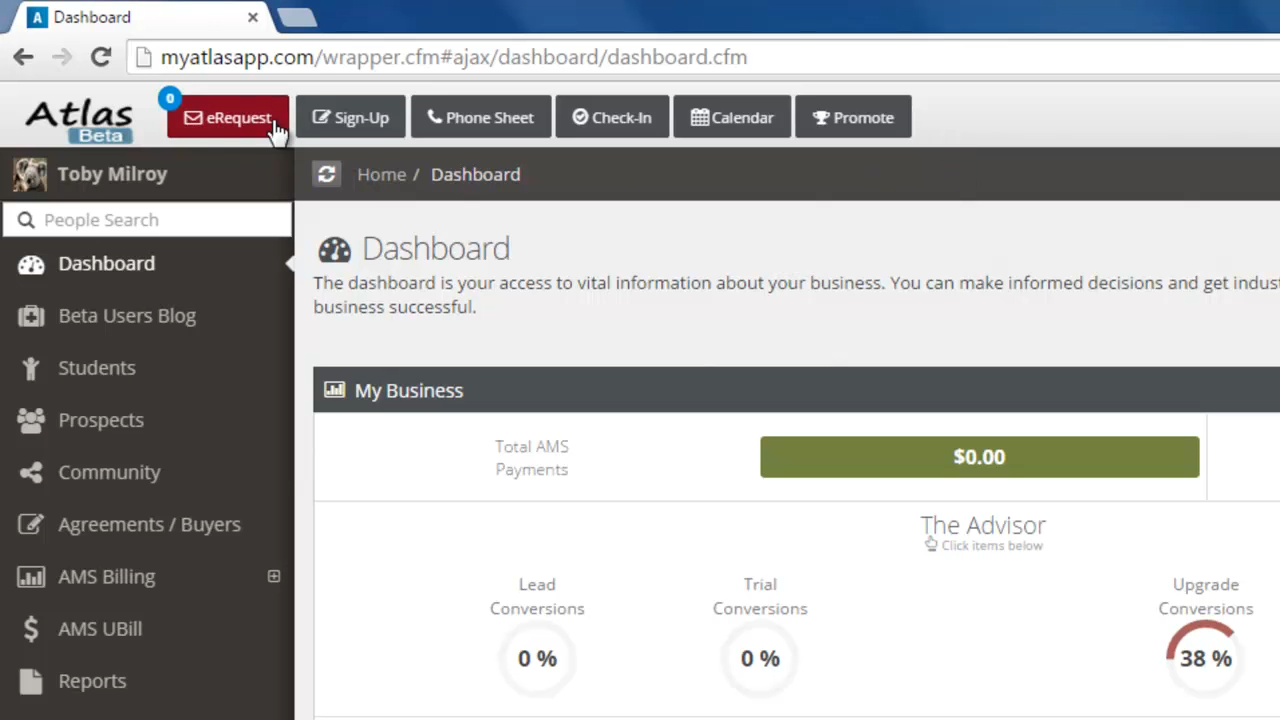 A Dashboard
myatlasapp.com/wrapper.cfm#ajax/dashboard/dashboard.cfm
Atlas
Beta
0
eRequest
Sign-Up
Phone Sheet
Check-In
Calendar
Promote
Toby Milroy
Home / Dashboard
People Search
Dashboard
Beta Users Blog
Students
Prospects
Community
Agreements / Buyers
AMS Billing
AMS UBill
Reports
Dashboard
The dashboard is your access to vital information about your business. You can make informed decisions and get indust
business successful.
My Business
Total AMS
Payments
$0.00
The Advisor
Click items below
Lead
Conversions
0 %
Trial
Conversions
0 %
Upgrade
Conversions
38 %